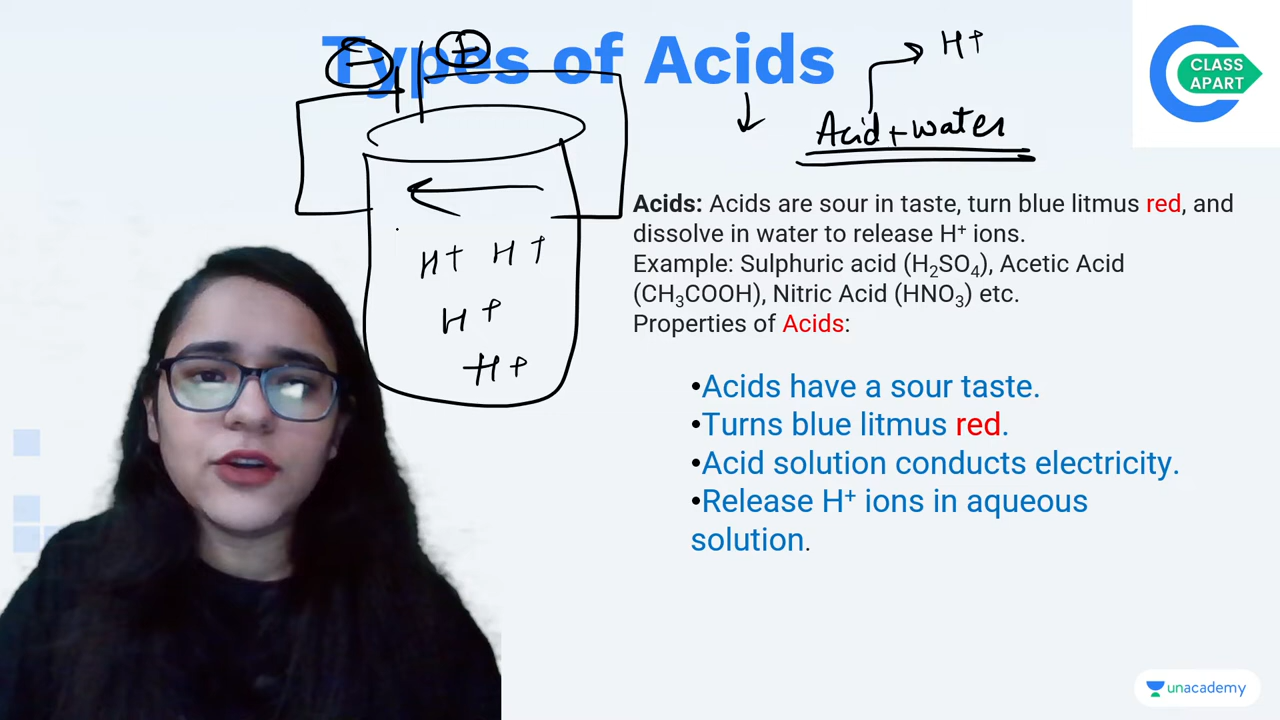 Types of Acids
−
+
H+
CLASS
APART
Acid + water
Acids: Acids are sour in taste, turn blue litmus red, and
dissolve in water to release H⁺ ions.
Example: Sulphuric acid (H₂SO₄), Acetic Acid
(CH₃COOH), Nitric Acid (HNO₃) etc.
Properties of Acids:
H+ H+
H+
H+
•Acids have a sour taste.
•Turns blue litmus red.
•Acid solution conducts electricity.
•Release H⁺ ions in aqueous
solution.
unacademy